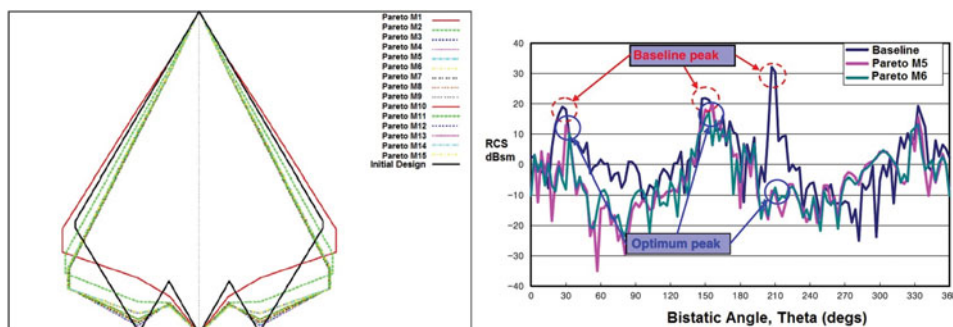 Pareto M1
Pareto M2
Pareto M3
Pareto M4
Pareto M5
Pareto M6
Pareto M7
Pareto M8
Pareto M9
Pareto M10
Pareto M11
Pareto M12
Pareto M13
Pareto M14
Pareto M15
Initial Design
40
30
20
10
0
−10
−20
−30
−40
RCS
dBsm
Baseline peak
Baseline
Pareto M5
Pareto M6
Optimum peak
0 30 60 90 120 150 180 210 240 270 300 330 360
Bistatic Angle, Theta (degs)